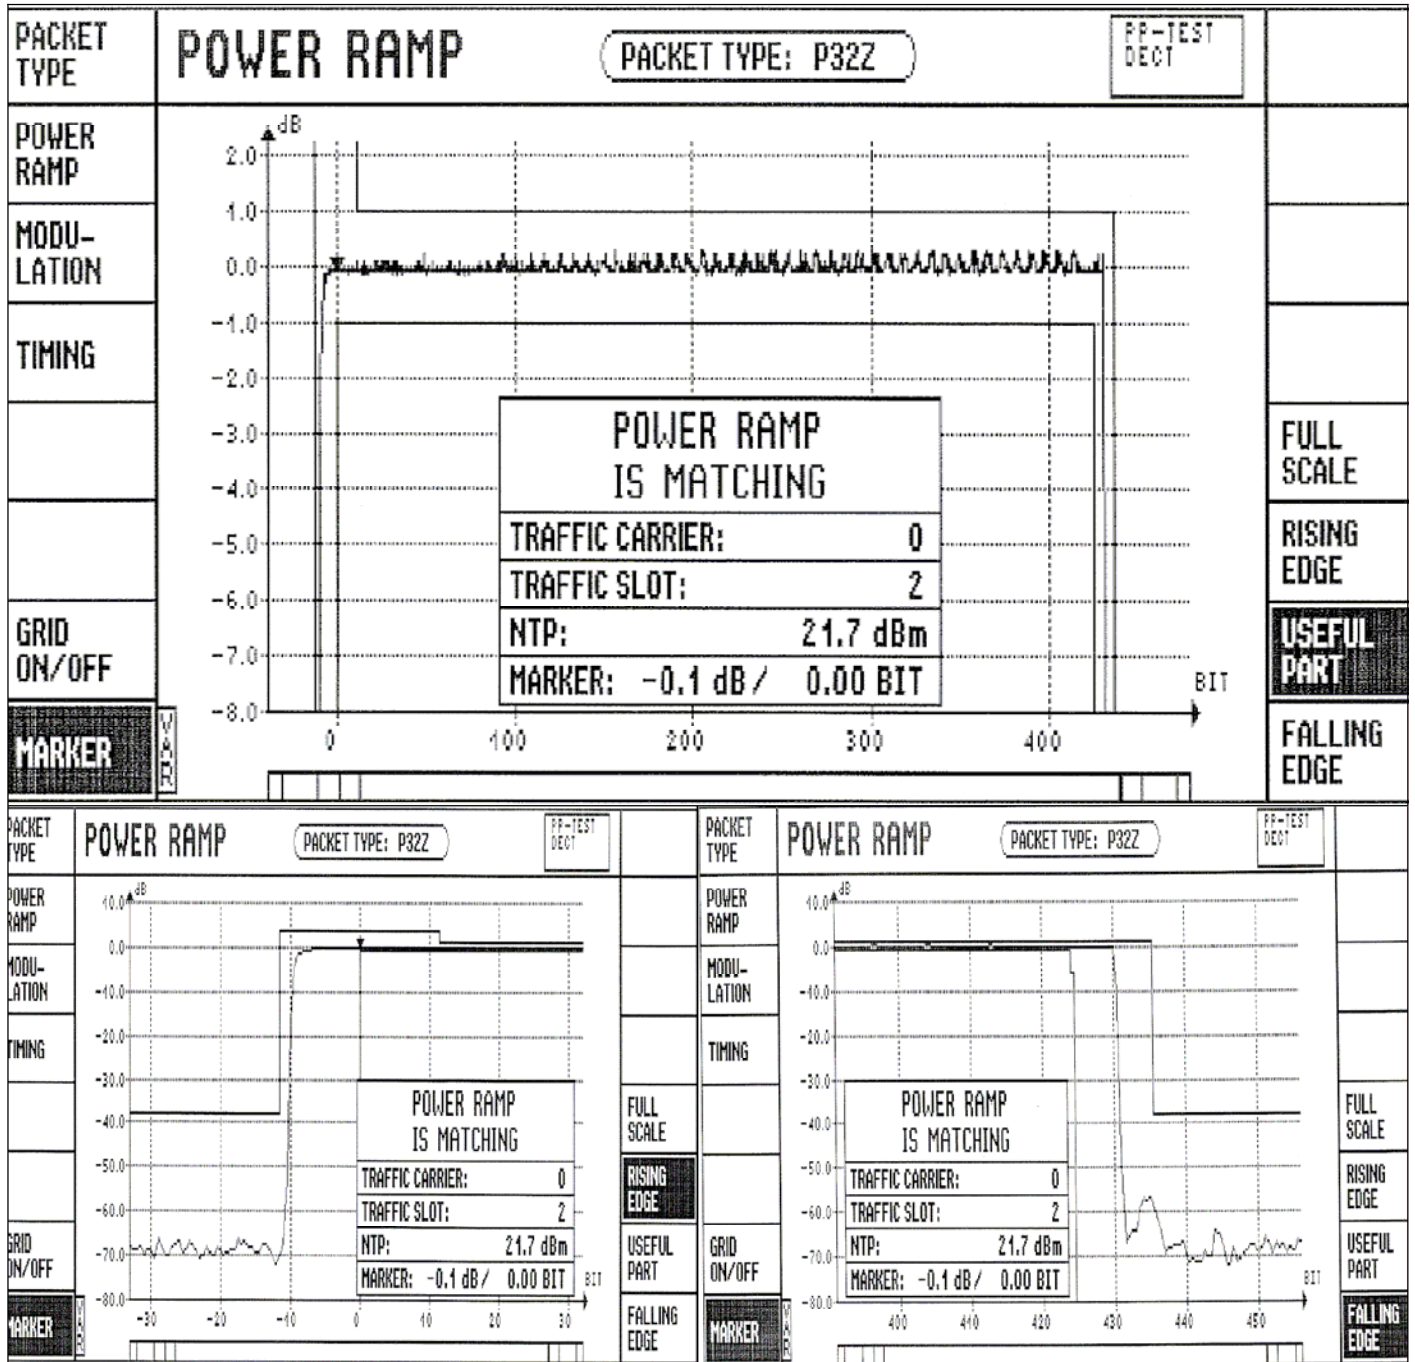 PACKET
TYPE
POWER RAMP
PACKET TYPE: P32Z
PP-TEST
DECT
POWER
RAMP
MODU-
LATION
TIMING
GRID
ON/OFF
MARKER
VAR
dB
2.0
1.0
0.0
-1.0
-2.0
-3.0
-4.0
-5.0
-6.0
-7.0
-8.0
0 100 200 300 400
BIT
POWER RAMP
IS MATCHING
TRAFFIC CARRIER: 0
TRAFFIC SLOT: 2
NTP: 21.7 dBm
MARKER: -0.1 dB/ 0.00 BIT
FULL
SCALE
RISING
EDGE
USEFUL
PART
FALLING
EDGE
PACKET
TYPE
POWER RAMP
PACKET TYPE: P32Z
PP-TEST
DECT
POWER
RAMP
MODU-
LATION
TIMING
GRID
ON/OFF
MARKER
VAR
dB
10.0
0.0
-10.0
-20.0
-30.0
-40.0
-50.0
-60.0
-70.0
-80.0
-30 -20 -10 0 10 20 30
BIT
POWER RAMP
IS MATCHING
TRAFFIC CARRIER: 0
TRAFFIC SLOT: 2
NTP: 21.7 dBm
MARKER: -0.1 dB/ 0.00 BIT
FULL
SCALE
RISING
EDGE
USEFUL
PART
FALLING
EDGE
PACKET
TYPE
POWER RAMP
PACKET TYPE: P32Z
PP-TEST
DECT
POWER
RAMP
MODU-
LATION
TIMING
GRID
ON/OFF
MARKER
VAR
dB
10.0
0.0
-10.0
-20.0
-30.0
-40.0
-50.0
-60.0
-70.0
-80.0
400 410 420 430 440 450
BIT
POWER RAMP
IS MATCHING
TRAFFIC CARRIER: 0
TRAFFIC SLOT: 2
NTP: 21.7 dBm
MARKER: -0.1 dB/ 0.00 BIT
FULL
SCALE
RISING
EDGE
USEFUL
PART
FALLING
EDGE